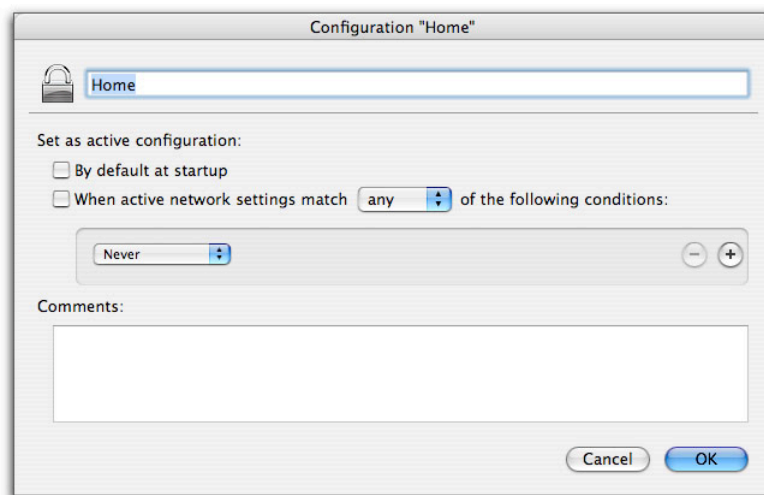 Configuration "Home"
Home
Set as active configuration:
By default at startup
When active network settings match any of the following conditions:
Never
Comments:
Cancel OK